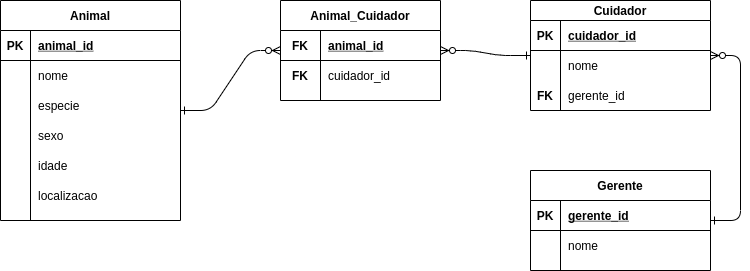 Animal
PK animal_id
nome
especie
sexo
idade
localizacao
Animal_Cuidador
FK animal_id
FK cuidador_id
Cuidador
PK cuidador_id
nome
FK gerente_id
Gerente
PK gerente_id
nome